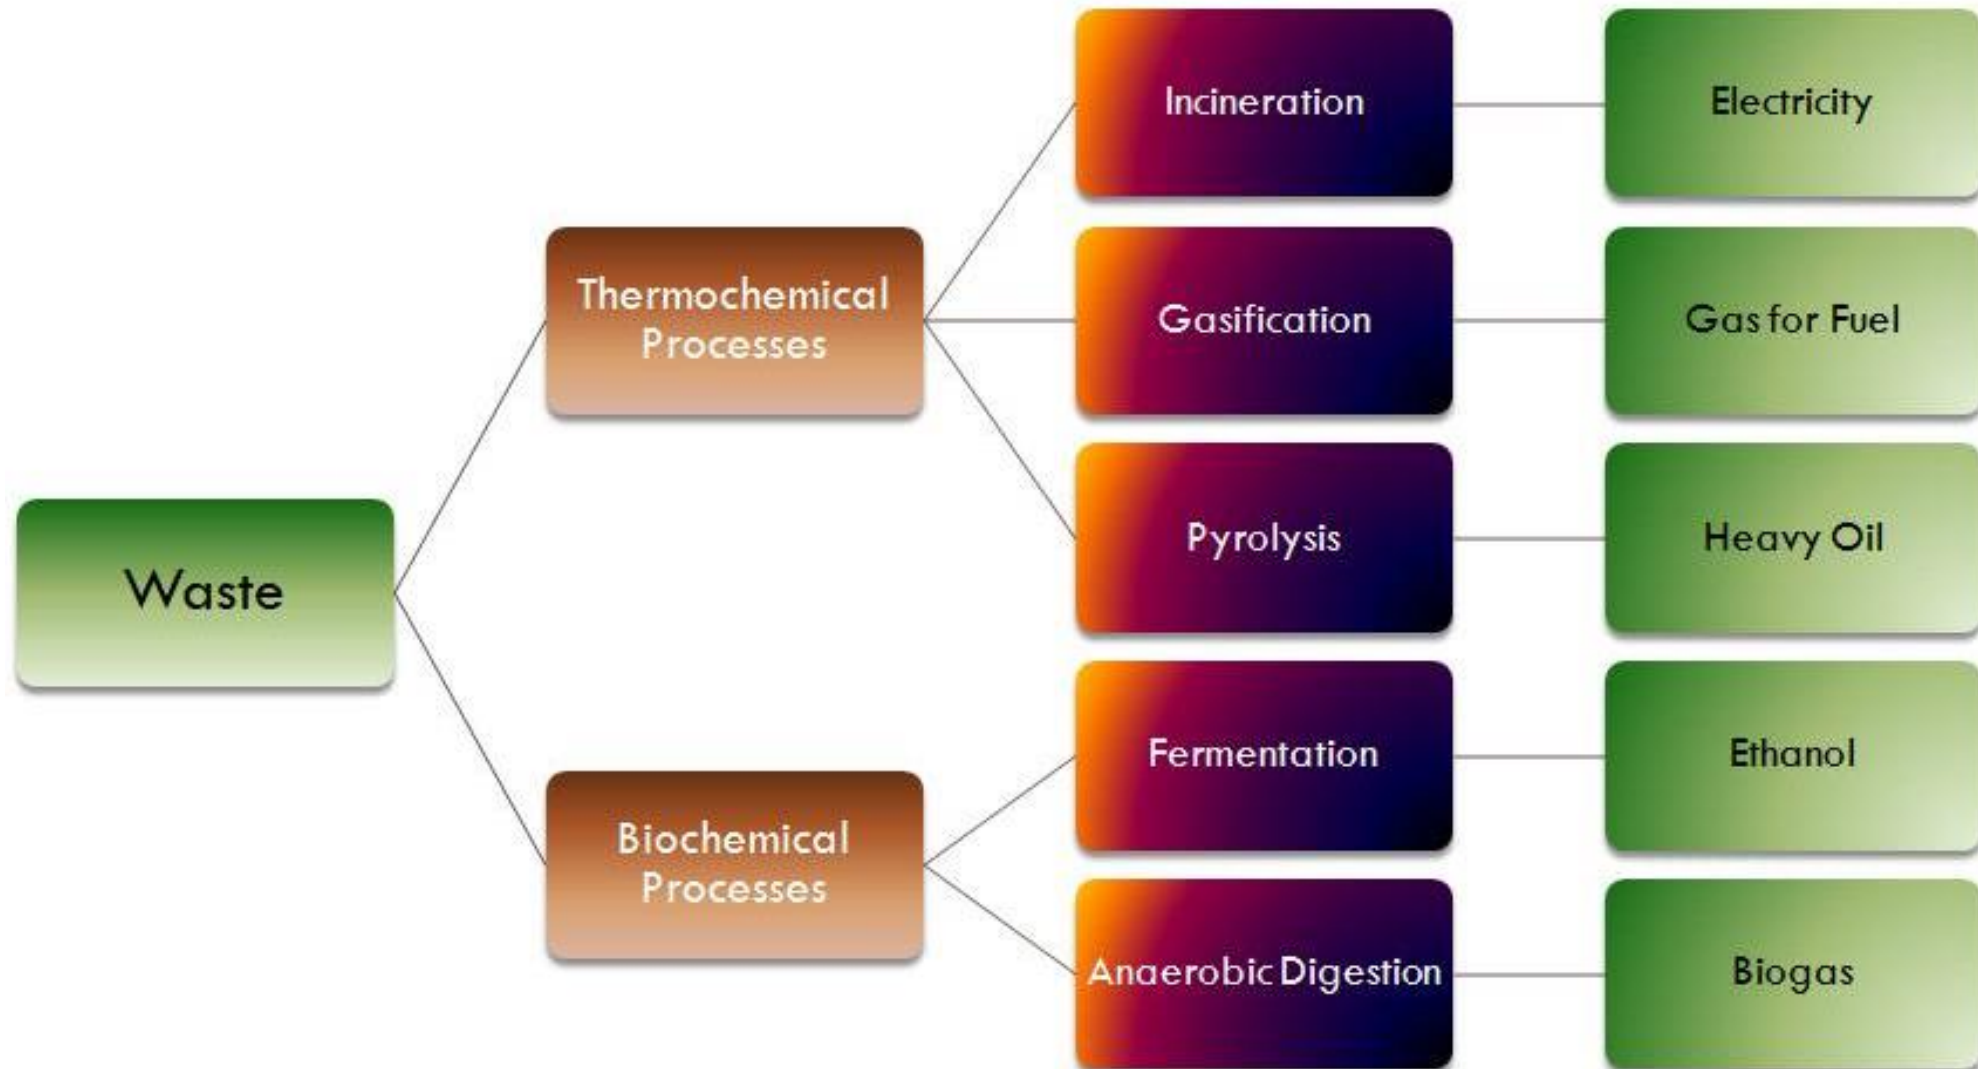 Waste
Thermochemical
Processes
Biochemical
Processes
Incineration
Gasification
Pyrolysis
Fermentation
Anaerobic Digestion
Electricity
Gas for Fuel
Heavy Oil
Ethanol
Biogas